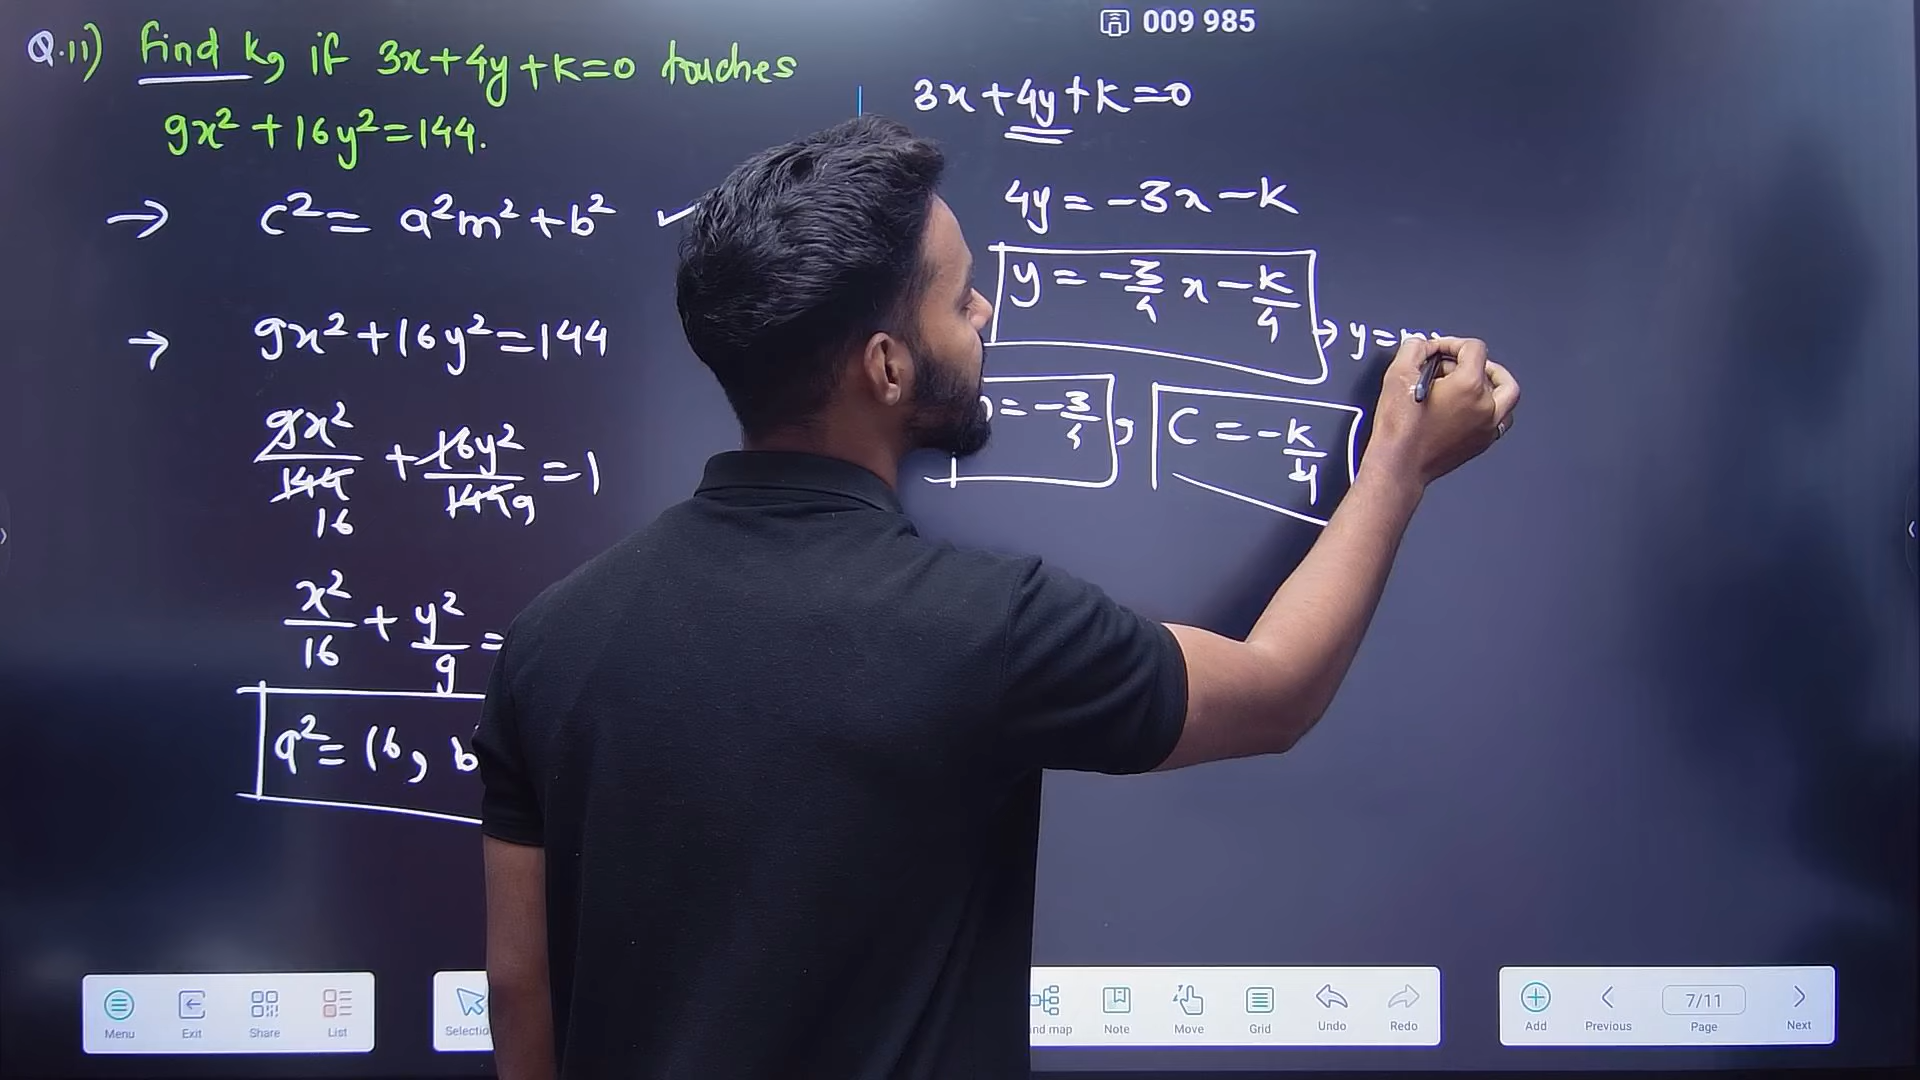 009 985
Q.11) Find k, if 3x+4y+k=0 touches
9x²+16y²=144.
→ c²= a²m²+b² ✓
→ 9x²+16y²=144
9x²/144 16 + 16y²/144 9 =1
x²/16 + y²/9 =
a²= 16, b
3x+4y+k=0
4y=-3x-k
y=-3/4 x-k/4
→ y=
=-3/4 , C=-k/4
Menu
Exit
Share
List
Note
Move
Grid
Undo
Redo
Add
Previous
7/11
Page
Next